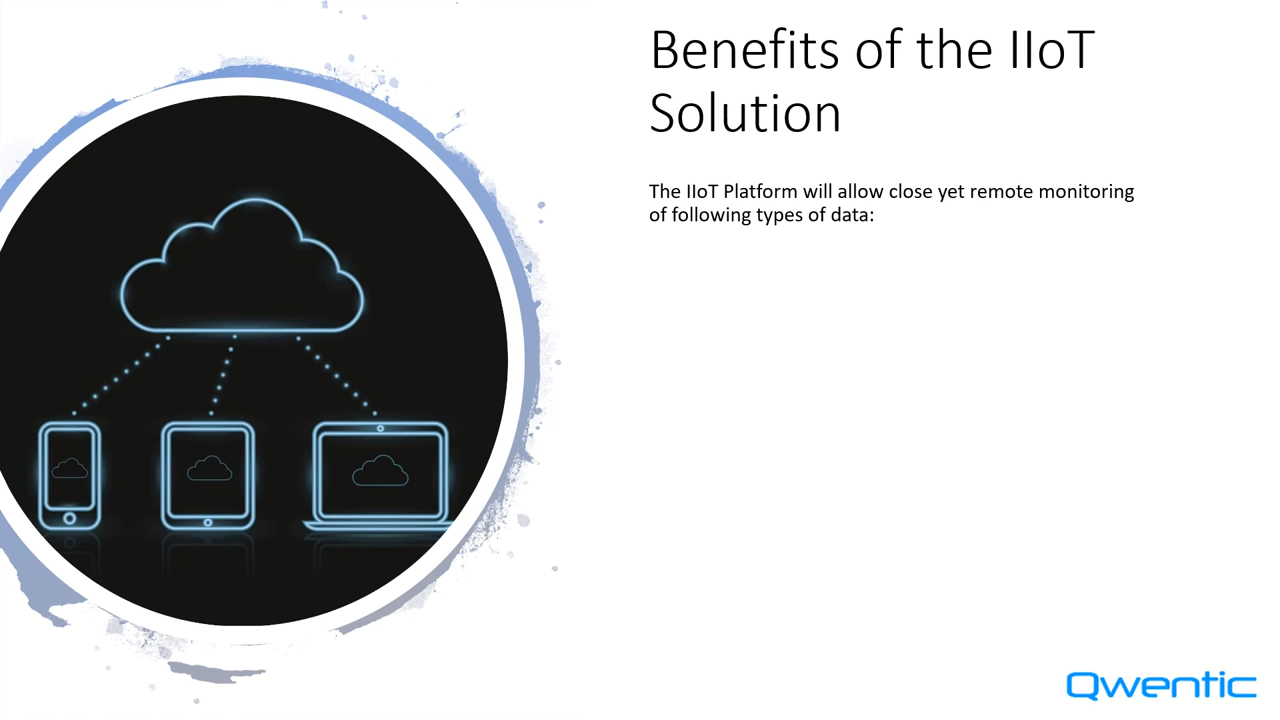 Benefits of the IIoT
Solution
The IIoT Platform will allow close yet remote monitoring
of following types of data:
Qwentic